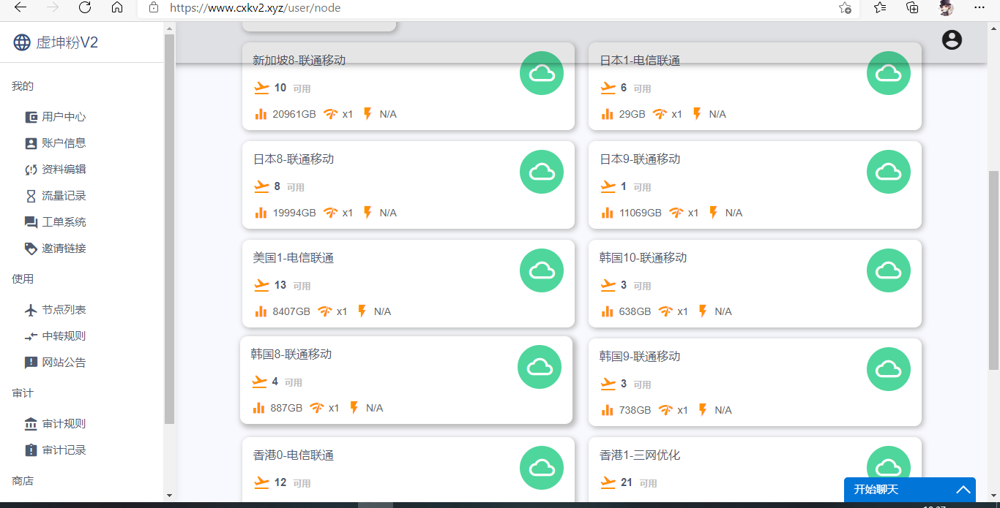 https://www.cxkv2.xyz/user/node
虚坤粉V2
我的
用户中心
账户信息
资料编辑
流量记录
工单系统
邀请链接
使用
节点列表
中转规则
网站公告
审计
审计规则
审计记录
商店
新加坡8-联通移动
10 可用
20961GB x1 N/A
日本1-电信联通
6 可用
29GB x1 N/A
日本8-联通移动
8 可用
19994GB x1 N/A
日本9-联通移动
1 可用
11069GB x1 N/A
美国1-电信联通
13 可用
8407GB x1 N/A
韩国10-联通移动
3 可用
638GB x1 N/A
韩国8-联通移动
4 可用
887GB x1 N/A
韩国9-联通移动
3 可用
738GB x1 N/A
香港0-电信联通
12 可用
香港1-三网优化
21 可用
开始聊天